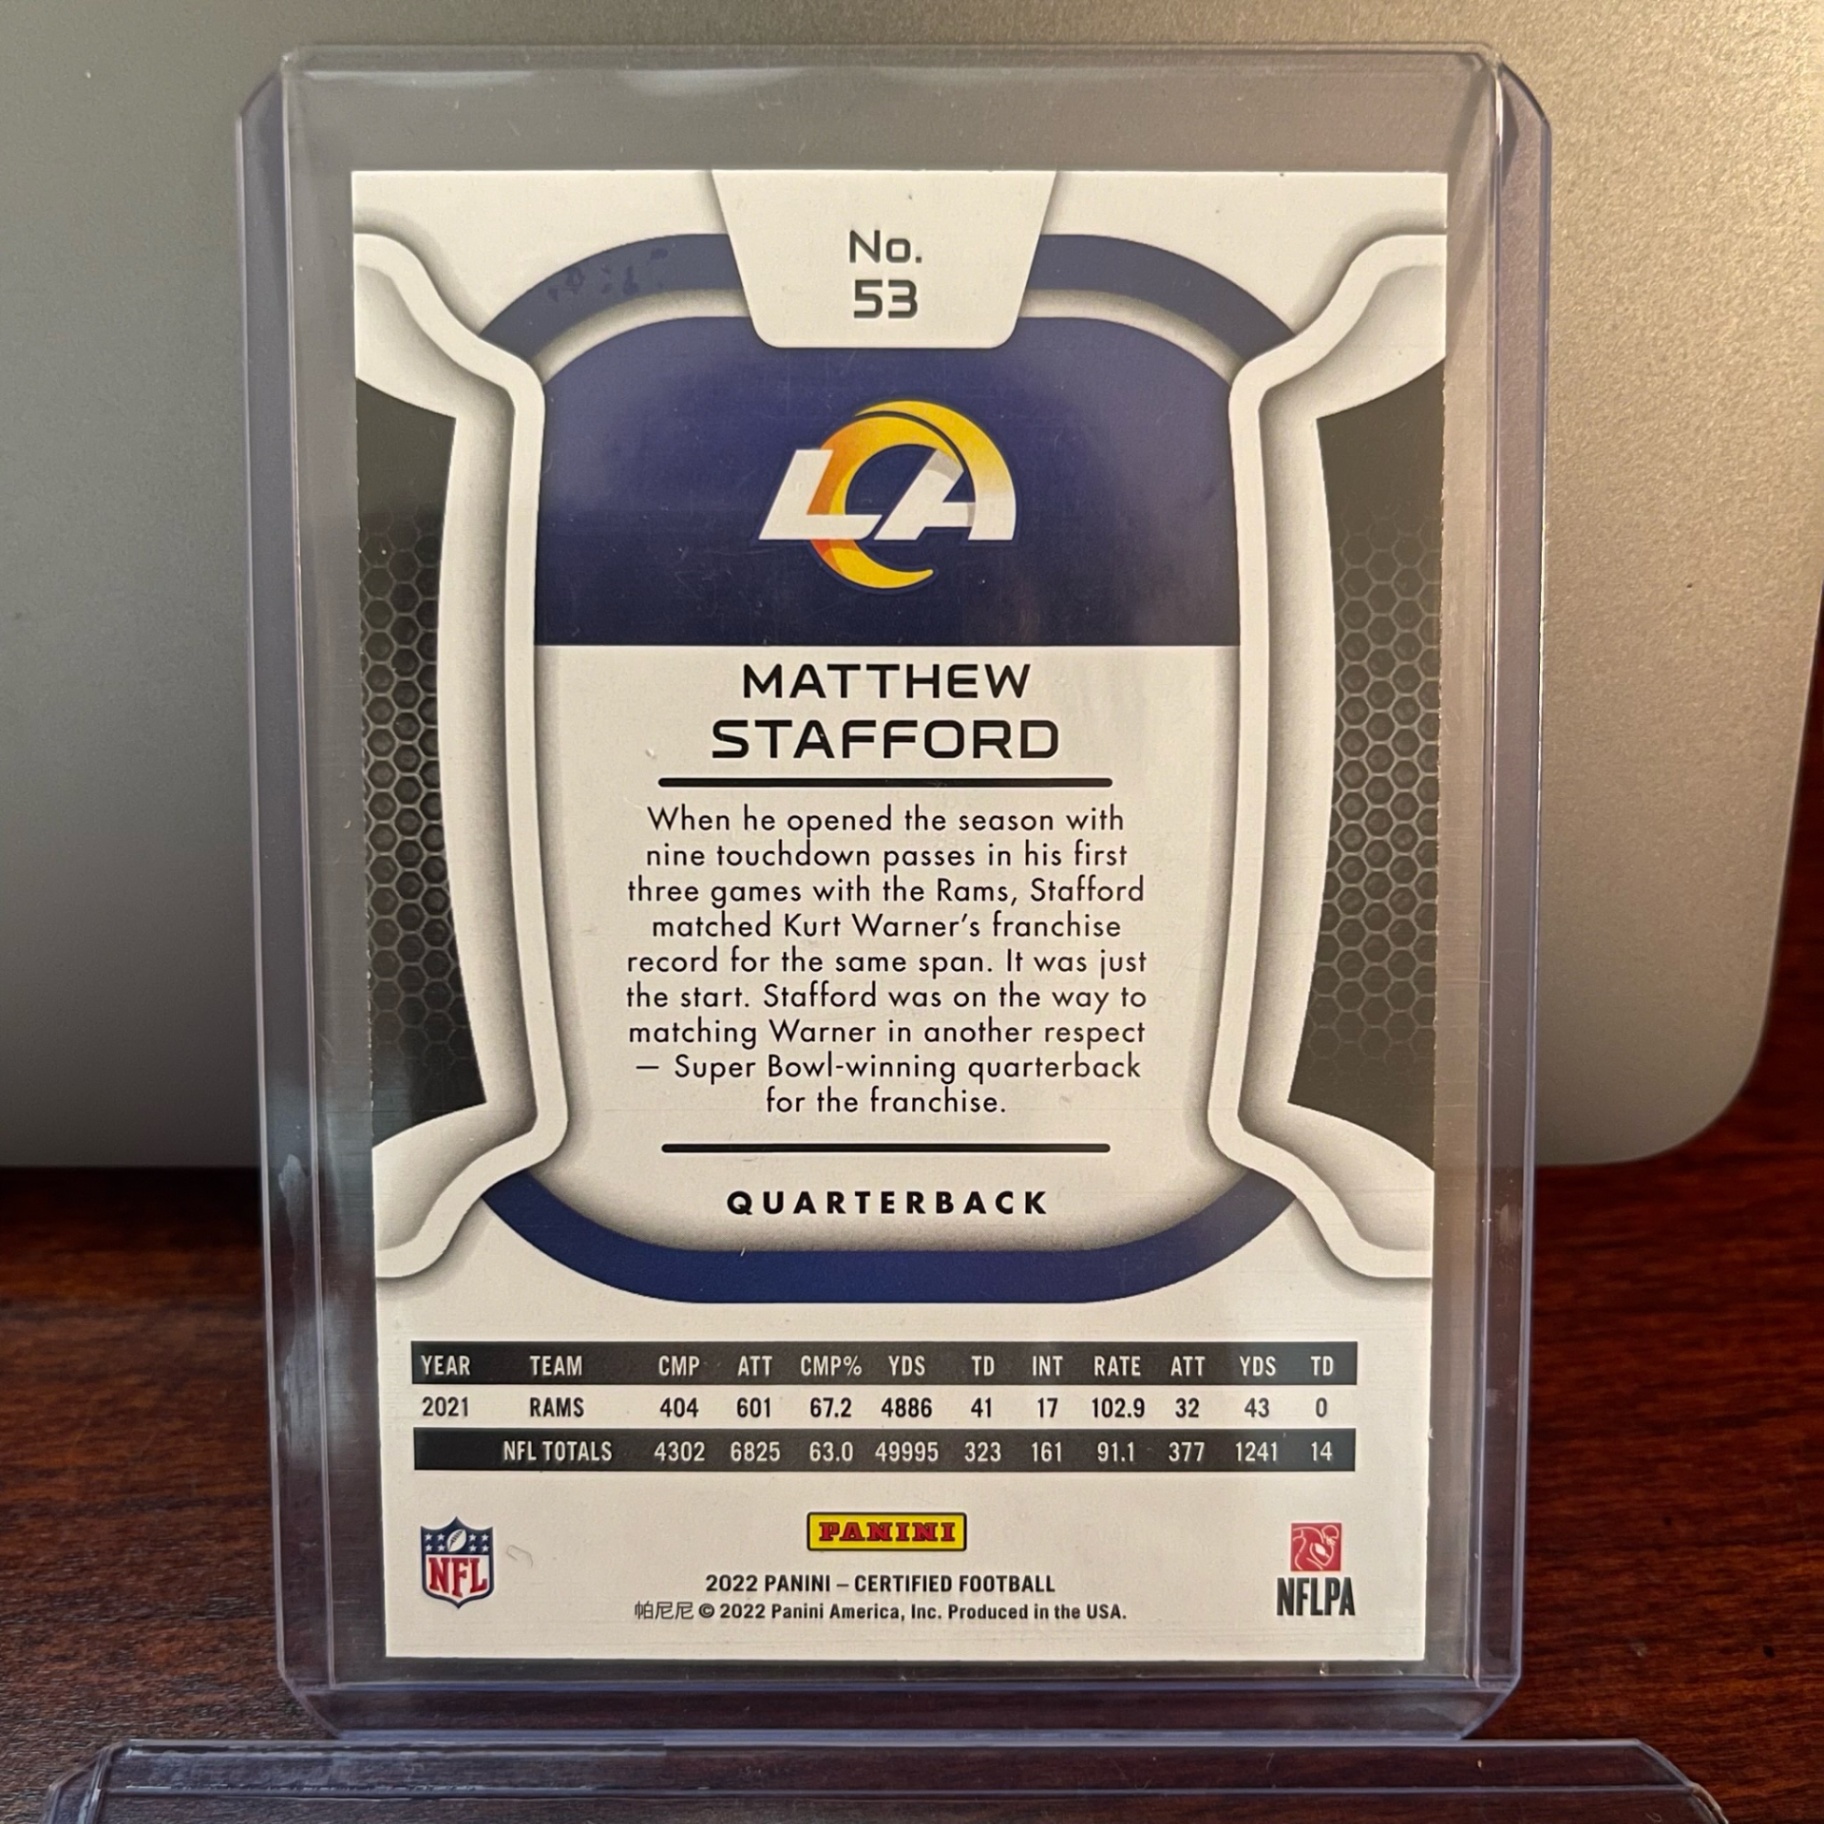 No.
53
LA
MATTHEW
STAFFORD
When he opened the season with
nine touchdown passes in his first
three games with the Rams, Stafford
matched Kurt Warner’s franchise
record for the same span. It was just
the start. Stafford was on the way to
matching Warner in another respect
— Super Bowl-winning quarterback
for the franchise.
QUARTERBACK
YEAR TEAM CMP ATT CMP% YDS TD INT RATE ATT YDS TD
2021 RAMS 404 601 67.2 4886 41 17 102.9 32 43 0
NFL TOTALS 4302 6825 63.0 49995 323 161 91.1 377 1241 14
NFL
PANINI
NFLPA
2022 PANINI – CERTIFIED FOOTBALL
帕尼尼 © 2022 Panini America, Inc. Produced in the USA.